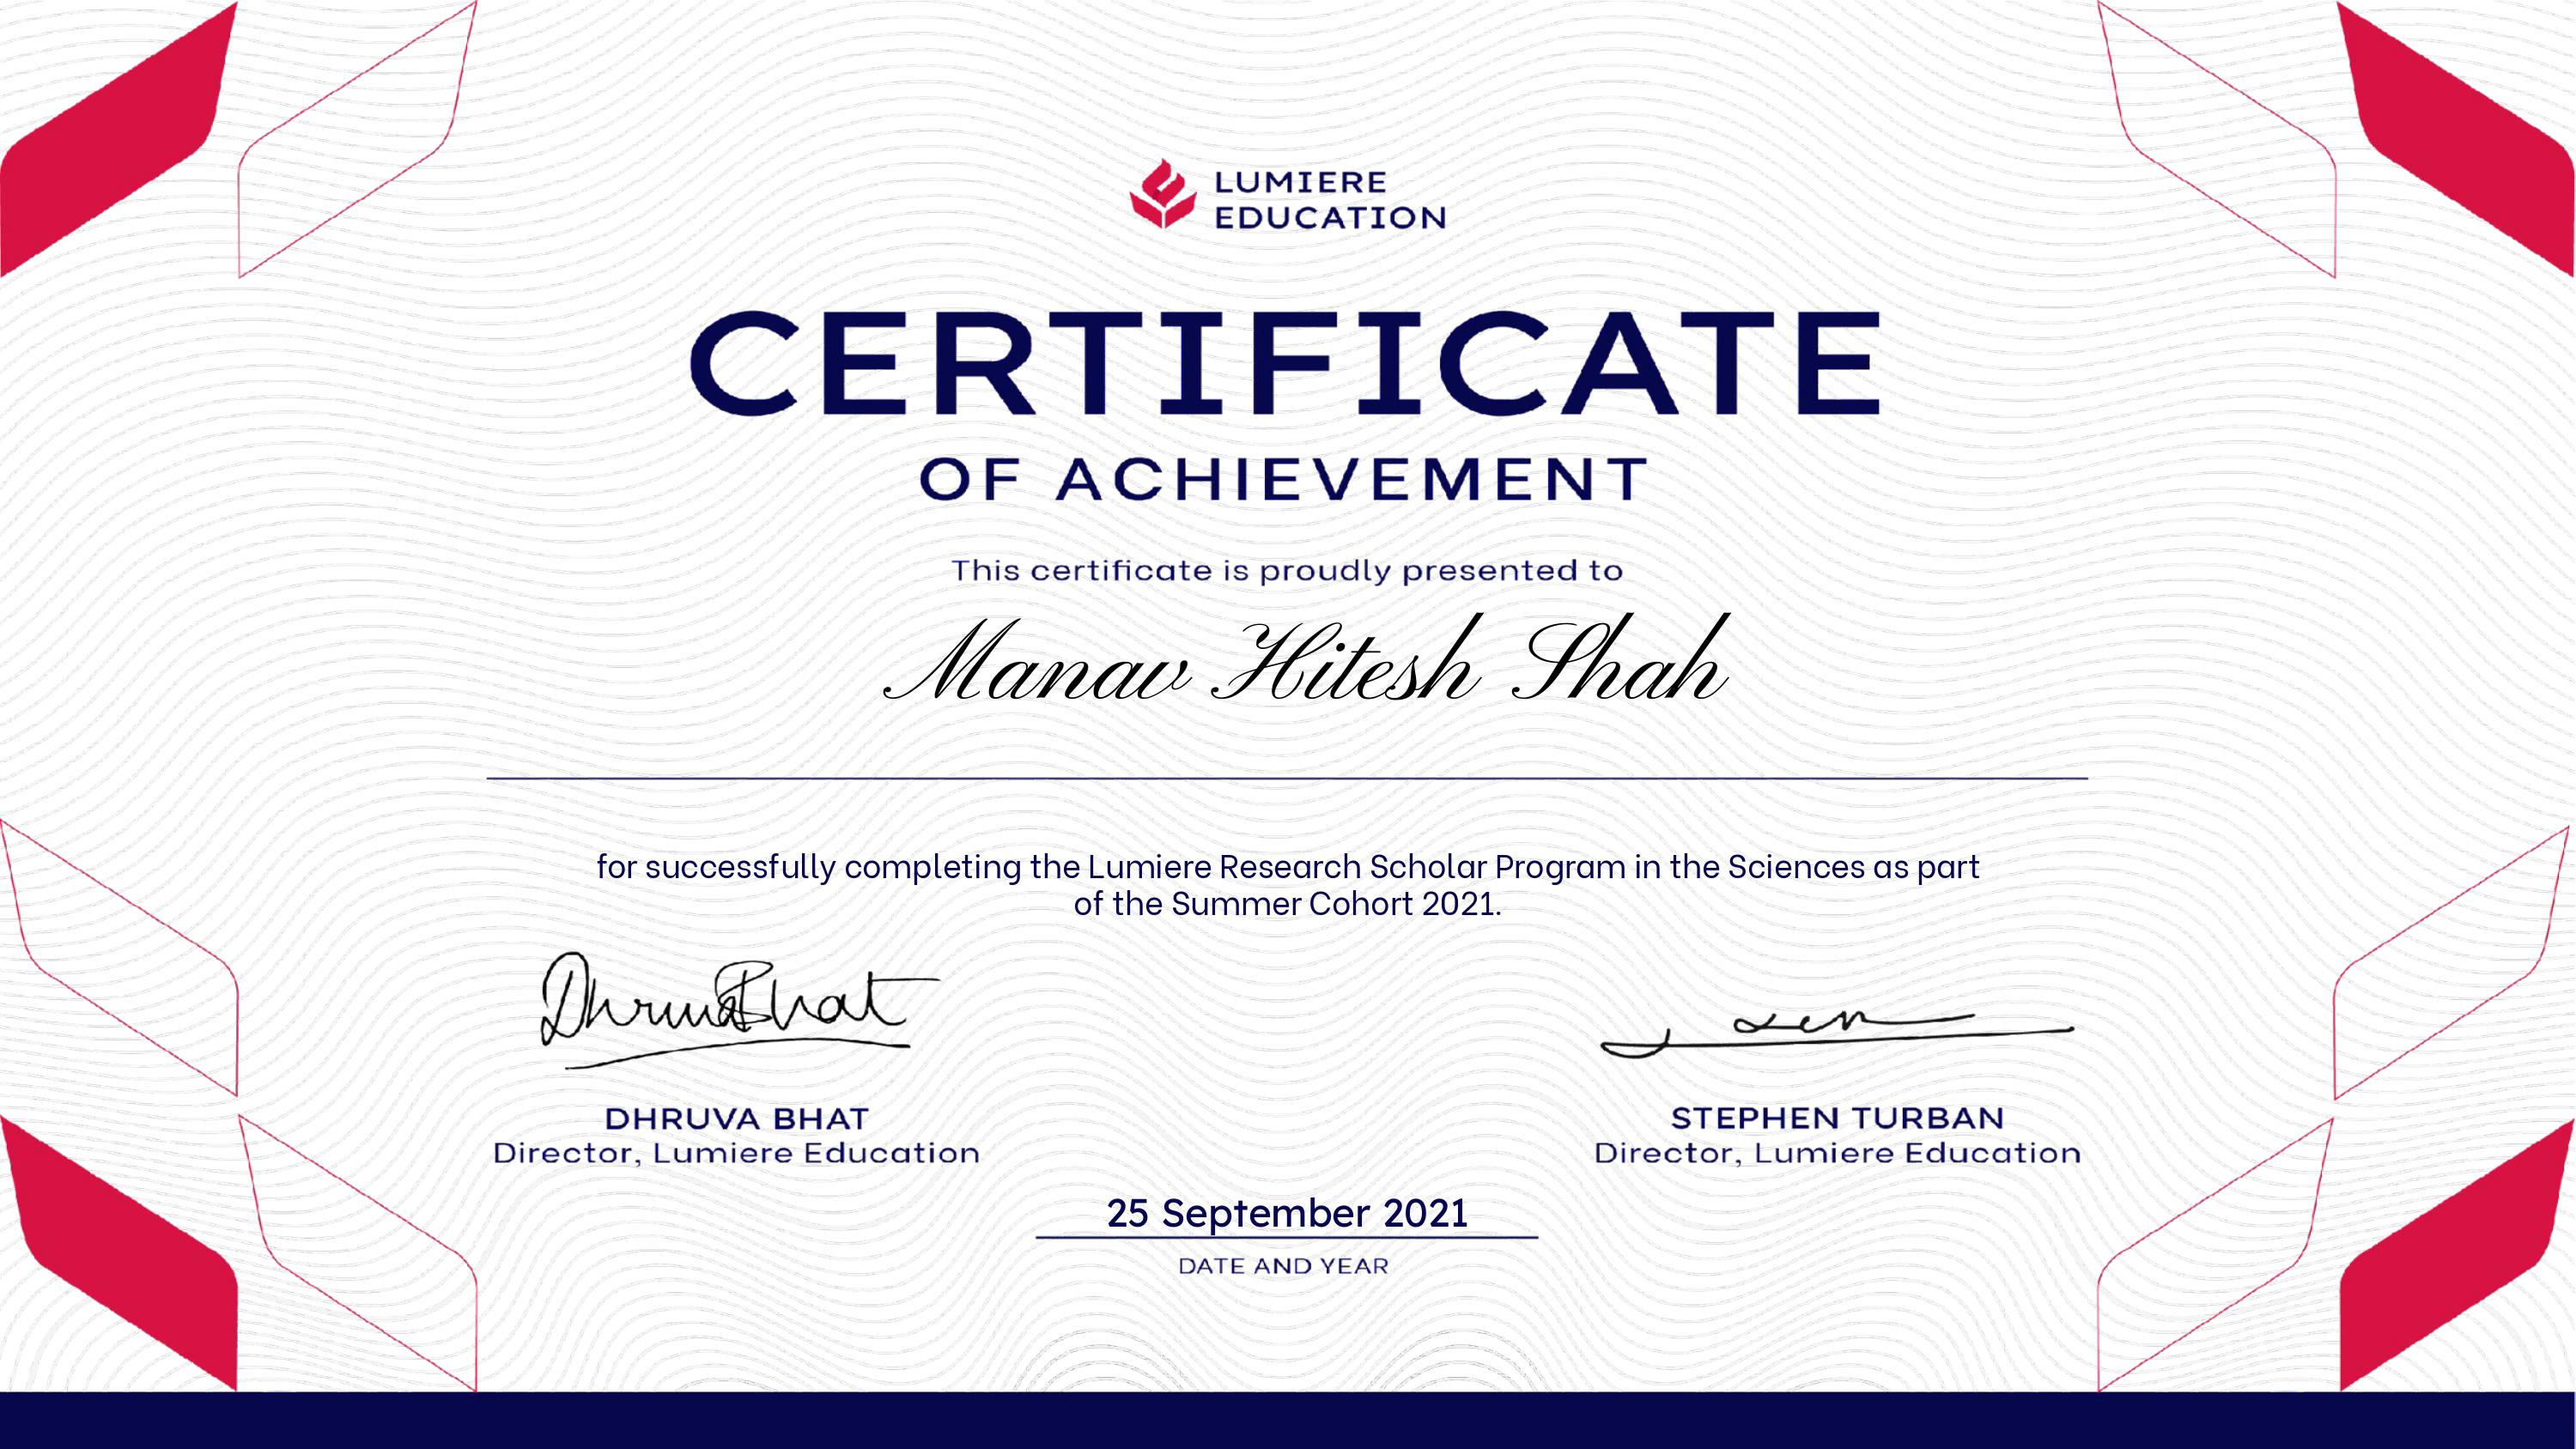 LUMIERE
EDUCATION
CERTIFICATE
OF ACHIEVEMENT
This certificate is proudly presented to
Manav Hitesh Shah
for successfully completing the Lumiere Research Scholar Program in the Sciences as part
of the Summer Cohort 2021.
Dhruva Bhat
DHRUVA BHAT
Director, Lumiere Education
STEPHEN TURBAN
Director, Lumiere Education
25 September 2021
DATE AND YEAR